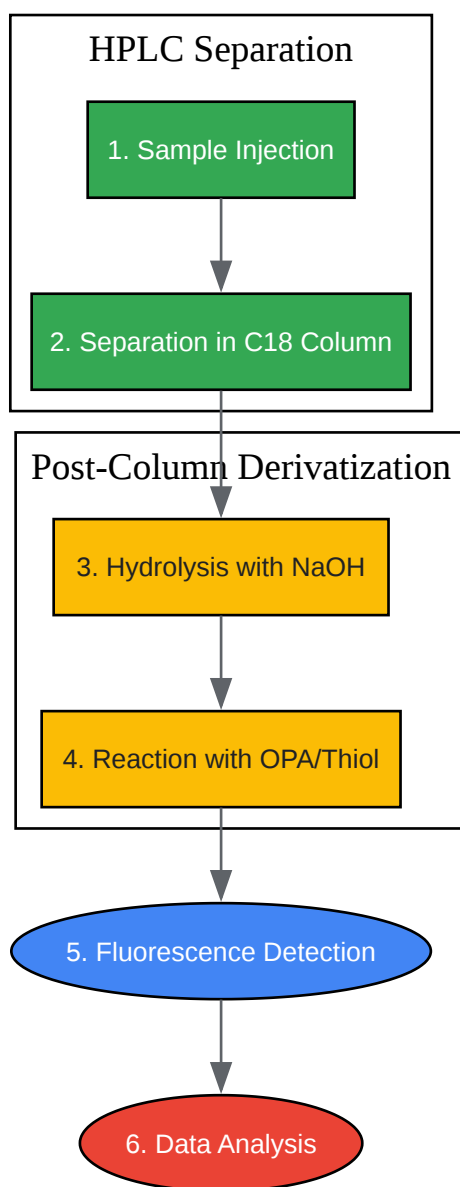 HPLC Separation
1. Sample Injection
2. Separation in C18 Column
Post-Column Derivatization
3. Hydrolysis with NaOH
4. Reaction with OPA/Thiol
5. Fluorescence Detection
6. Data Analysis